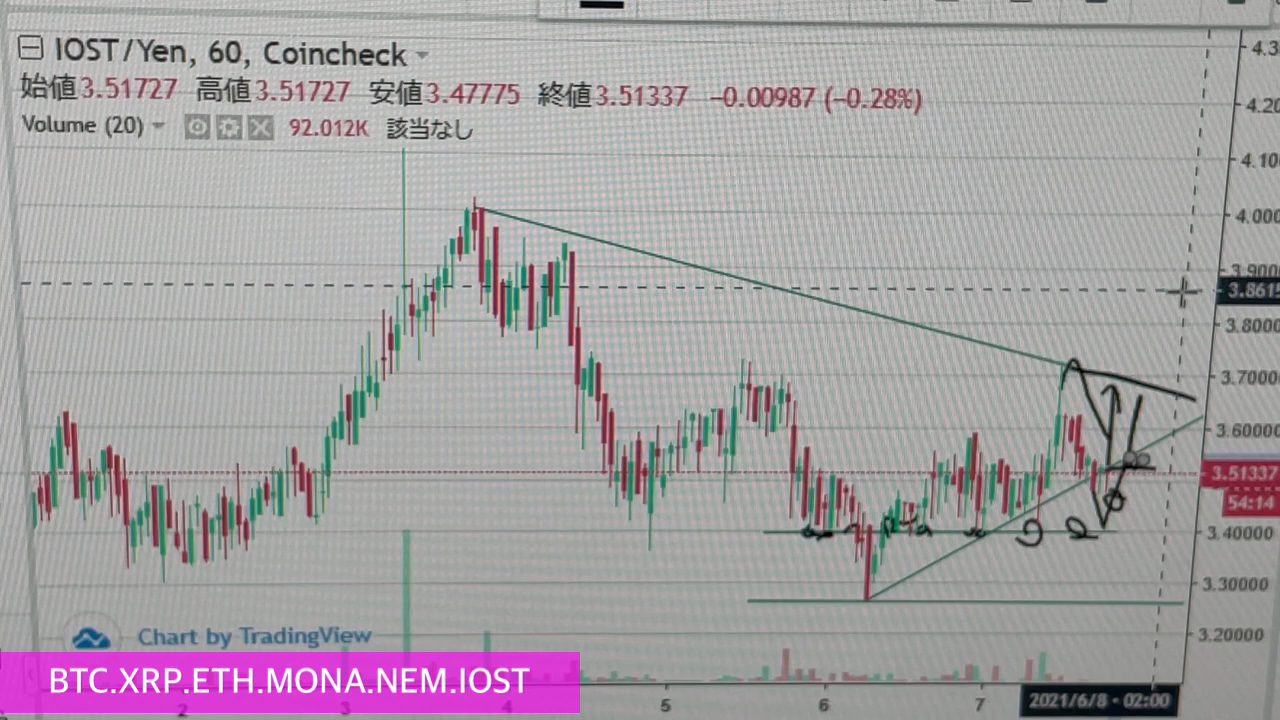 IOST/Yen, 60, Coincheck
始値3.51727 高値3.51727 安値3.47775 終値3.51337 -0.00987 (-0.28%)
Volume (20) 92.012K 該当なし
4.20
4.10
4.000
3.900
3.861
3.8000
3.7000
3.60000
3.51337
54:14
3.40000
3.30000
3.20000
Chart by TradingView
BTC.XRP.ETH.MONA.NEM.IOST
2 3 4 5 6 7 2021/6/8 - 02:00